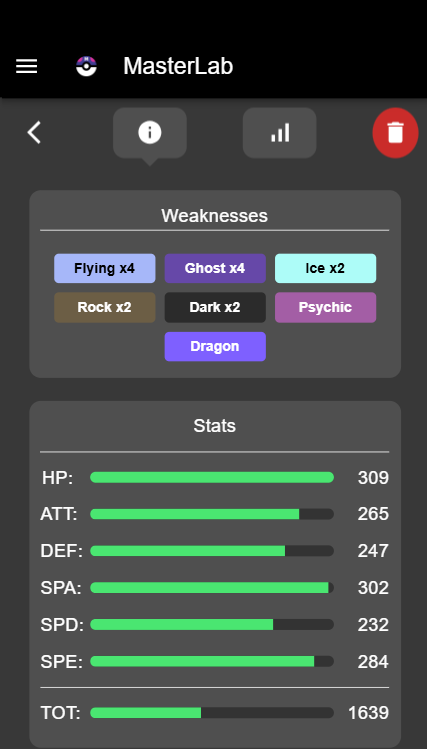 MasterLab
Weaknesses
Flying x4 Ghost x4 Ice x2
Rock x2 Dark x2 Psychic
Dragon
Stats
HP: 309
ATT: 265
DEF: 247
SPA: 302
SPD: 232
SPE: 284
TOT: 1639